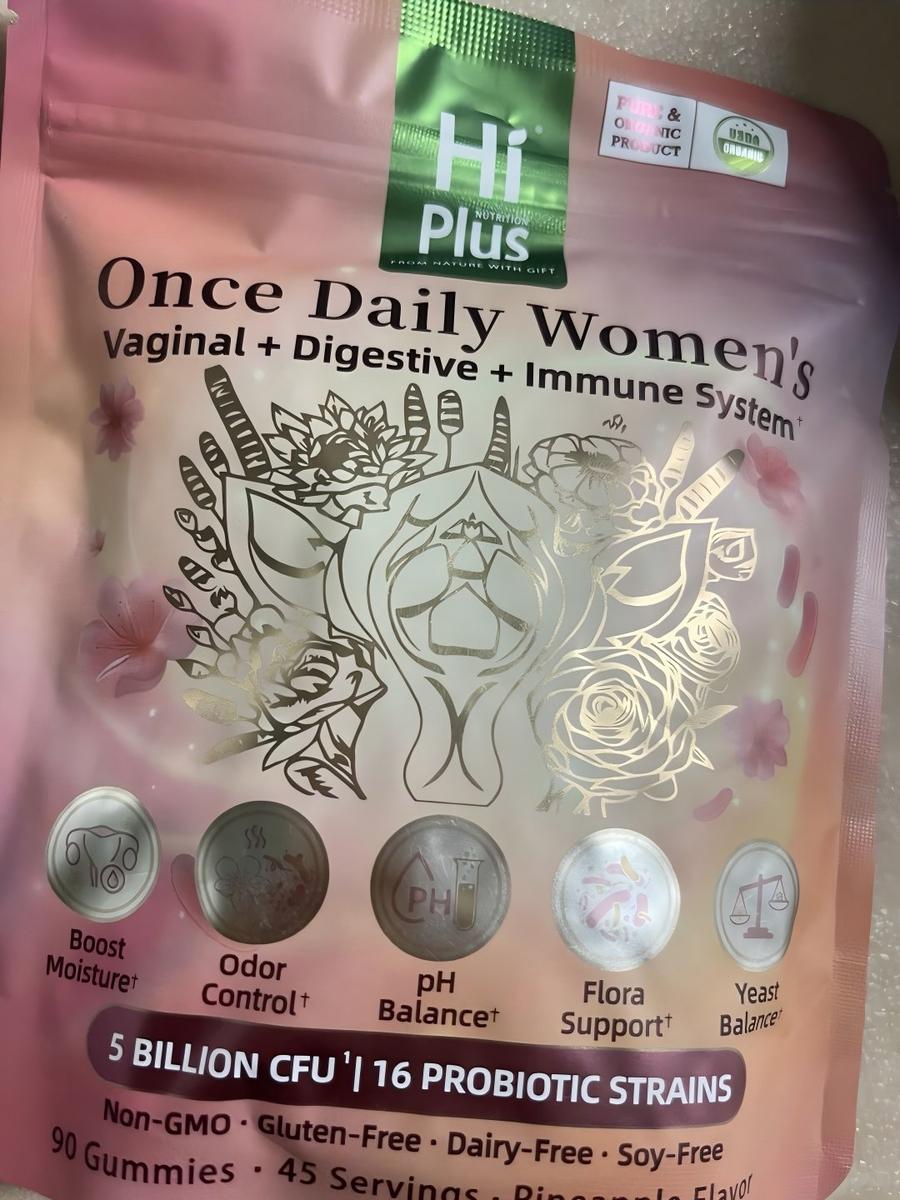 Hi
NUTRITION
Plus
FROM NATURE WITH GIFT
PURE &
ORGANIC
PRODUCT
USDA
ORGANIC
Once Daily Women's
Vaginal + Digestive + Immune System†
PH
Boost
Moisture†
Odor
Control†
pH
Balance†
Flora
Support†
Yeast
Balance†
5 BILLION CFU¹| 16 PROBIOTIC STRAINS
Non-GMO · Gluten-Free · Dairy-Free · Soy-Free
90 Gummies · 45 Servings · Pineapple Flavor